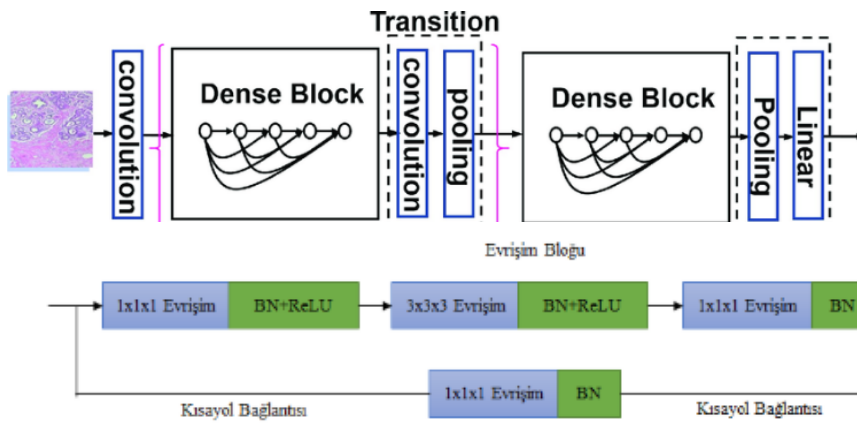 Transition
convolution
Dense Block
convolution
pooling
Dense Block
Pooling
Linear
Evrişim Bloğu
1x1x1 Evrişim
BN+ReLU
3x3x3 Evrişim
BN+ReLU
1x1x1 Evrişim
BN
1x1x1 Evrişim
BN
Kısayol Bağlantısı
Kısayol Bağlantısı